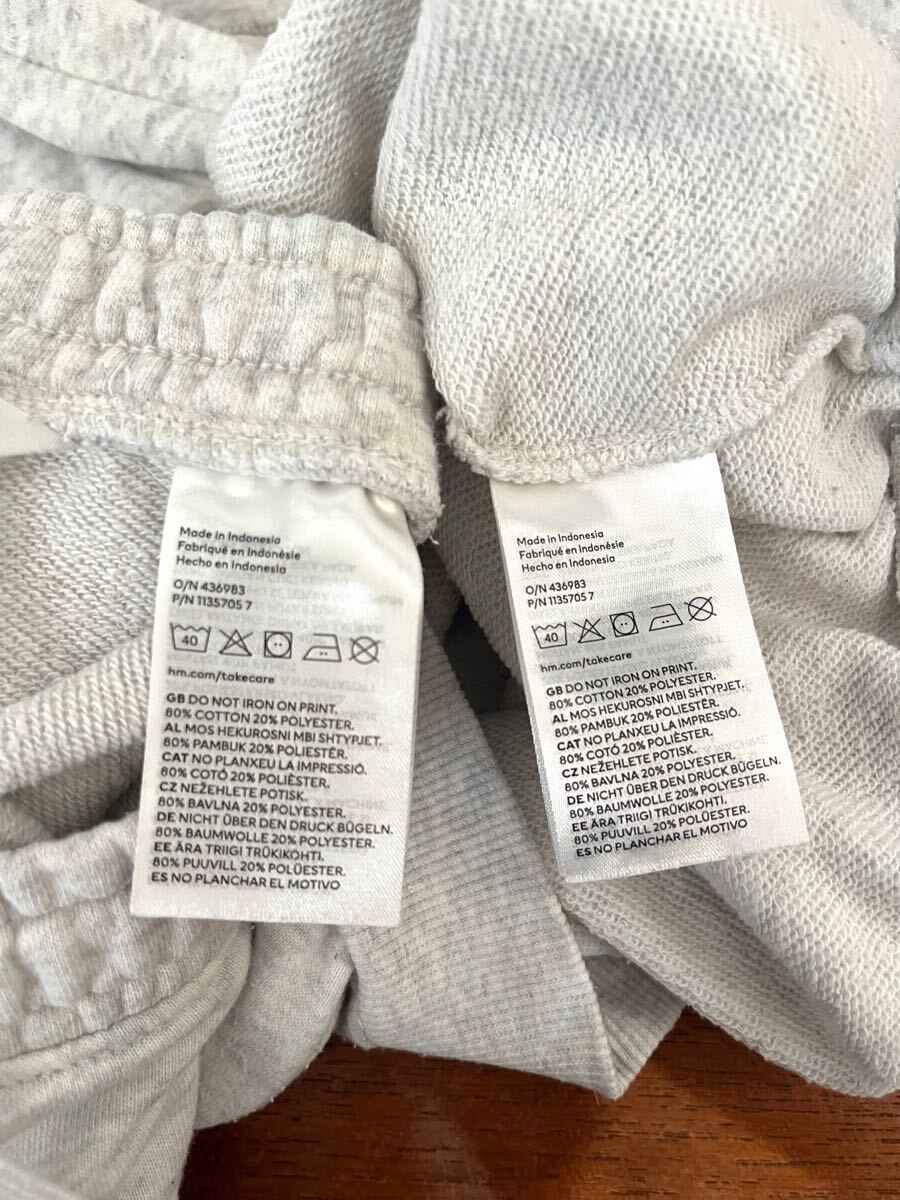 Made in Indonesia
Fabriqué en Indonésie
Hecho en Indonesia
O/N 436983
P/N 1135705 7
40
hm.com/takecare
GB DO NOT IRON ON PRINT.
80% COTTON 20% POLYESTER.
AL MOS HEKUROSNI MBI SHTYPJET.
80% PAMBUK 20% POLIESTËR.
CAT NO PLANXEU LA IMPRESSIÓ.
80% COTÓ 20% POLIÈSTER.
CZ NEŽEHLETE POTISK.
80% BAVLNA 20% POLYESTER.
DE NICHT ÜBER DEN DRUCK BÜGELN.
80% BAUMWOLLE 20% POLYESTER.
EE ÄRA TRIIGI TRÜKIKOHTI.
80% PUUVILL 20% POLÜESTER.
ES NO PLANCHAR EL MOTIVO
Made in Indonesia
Fabriqué en Indonésie
Hecho en Indonesia
O/N 436983
P/N 1135705 7
40
hm.com/takecare
GB DO NOT IRON ON PRINT.
80% COTTON 20% POLYESTER.
AL MOS HEKUROSNI MBI SHTYPJET.
80% PAMBUK 20% POLIESTËR.
CAT NO PLANXEU LA IMPRESSIÓ.
80% COTÓ 20% POLIÈSTER.
CZ NEŽEHLETE POTISK.
80% BAVLNA 20% POLYESTER.
DE NICHT ÜBER DEN DRUCK BÜGELN.
80% BAUMWOLLE 20% POLYESTER.
EE ÄRA TRIIGI TRÜKIKOHTI.
80% PUUVILL 20% POLÜESTER.
ES NO PLANCHAR EL MOTIVO